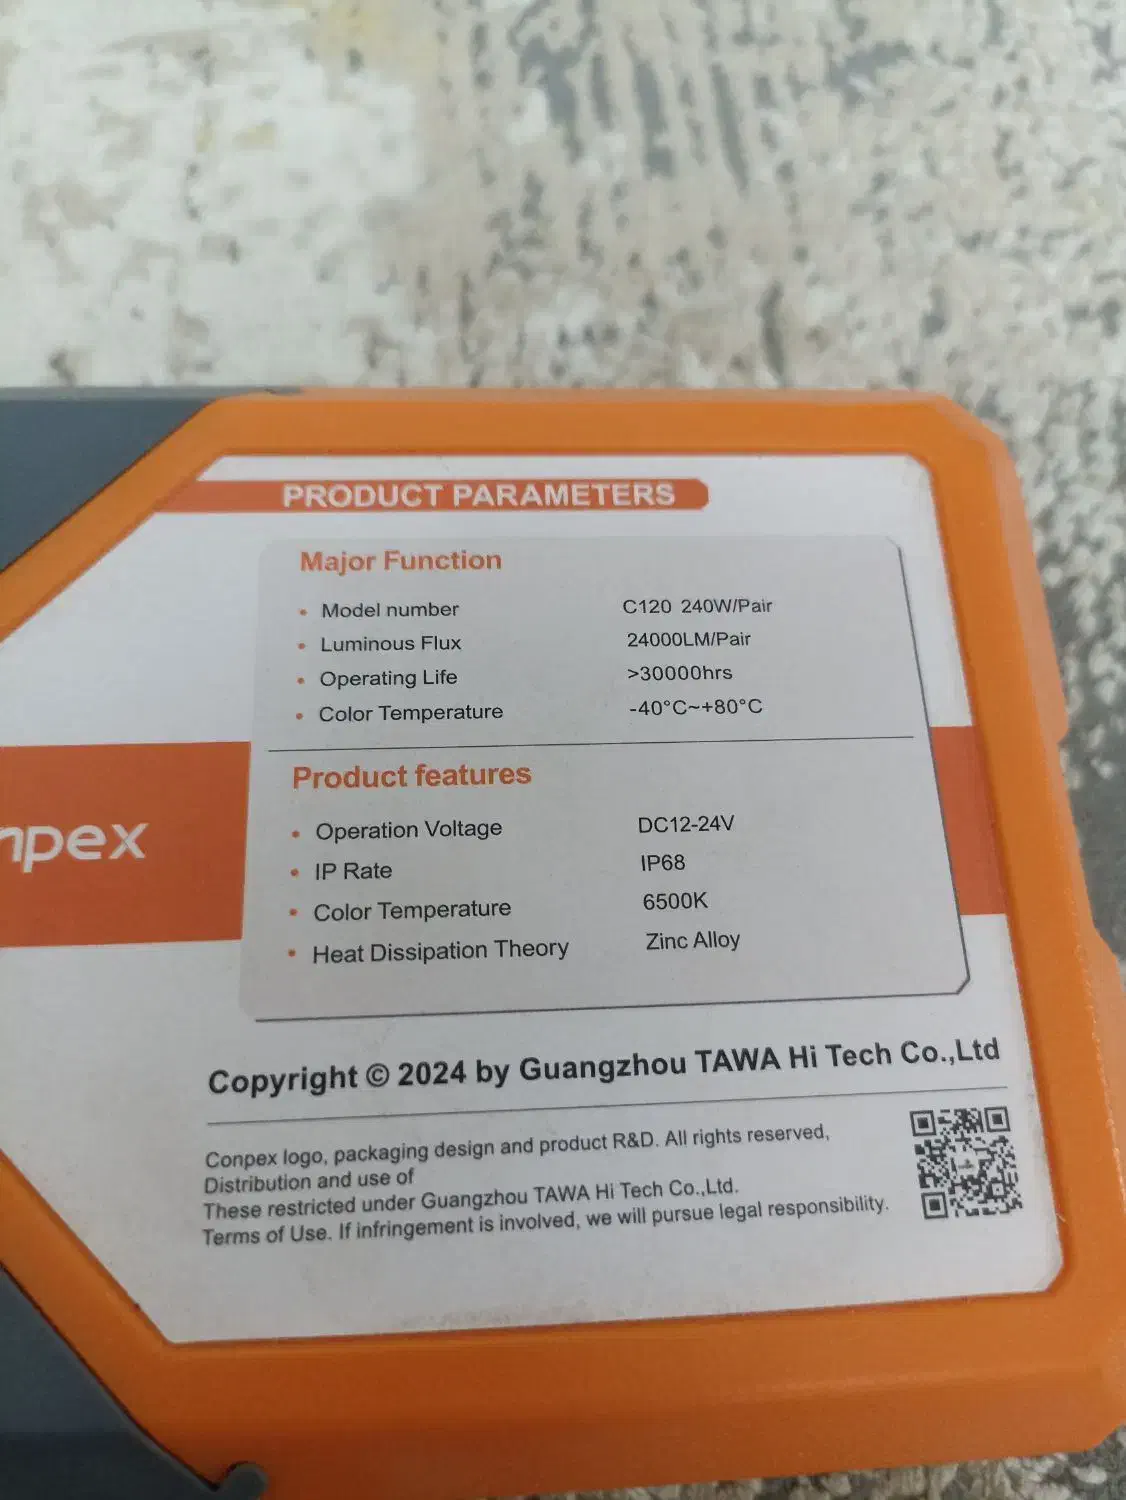 PRODUCT PARAMETERS
Major Function
• Model number C120 240W/Pair
• Luminous Flux 24000LM/Pair
• Operating Life >30000hrs
• Color Temperature -40°C~+80°C
Product features
• Operation Voltage DC12-24V
• IP Rate IP68
• Color Temperature 6500K
• Heat Dissipation Theory Zinc Alloy
npex
Copyright © 2024 by Guangzhou TAWA Hi Tech Co.,Ltd
Conpex logo, packaging design and product R&D. All rights reserved,
Distribution and use of
These restricted under Guangzhou TAWA Hi Tech Co.,Ltd.
Terms of Use. If infringement is involved, we will pursue legal responsibility.